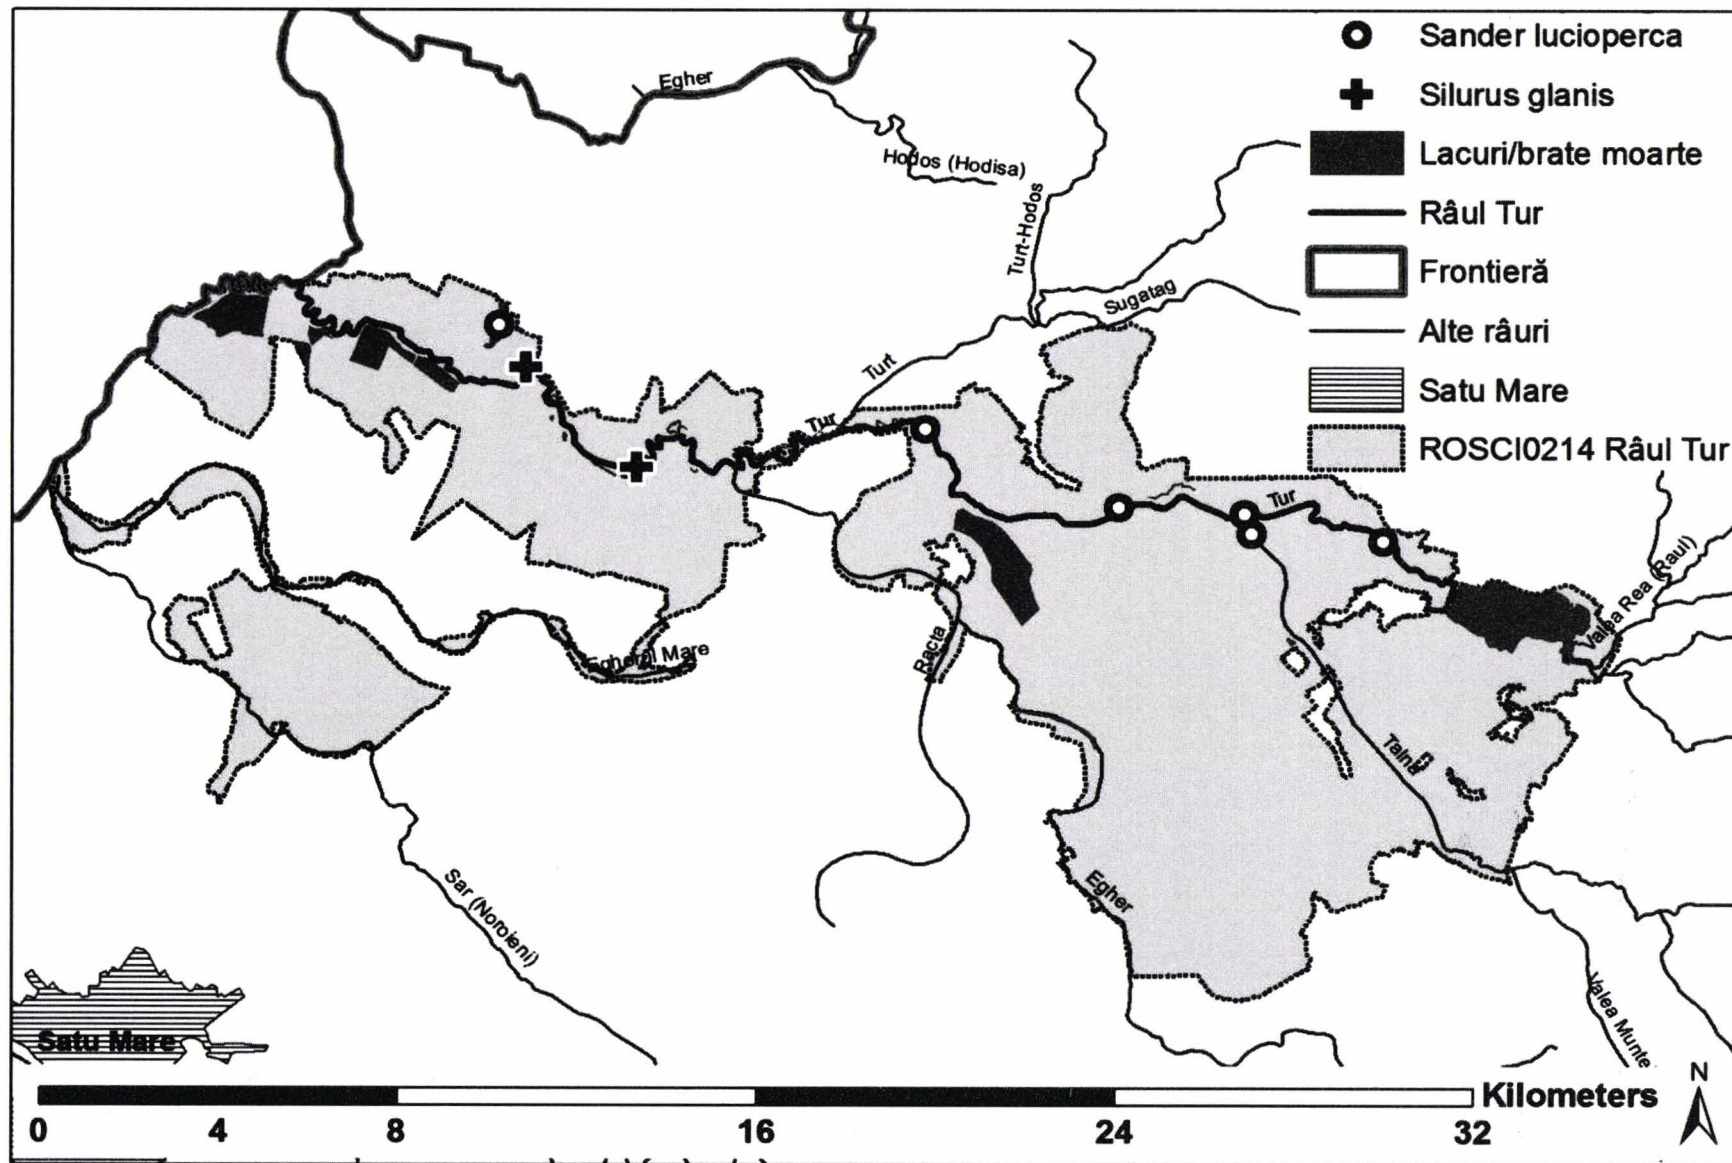 Sander lucioperca
Silurus glanis
Lacuri/brate moarte
Râul Tur
Frontieră
Alte râuri
Satu Mare
ROSCI0214 Râul Tur
Egher
Hodos (Hodisa)
Turt-Hodos
Sugatag
Turt
Tur
Tur
Valea Rea (Raul)
Egherul Mare
Racta
Talna
Egher
Sar (Noroieni)
Valea Munte
Satu Mare
Kilometers
N
0 4 8 16 24 32